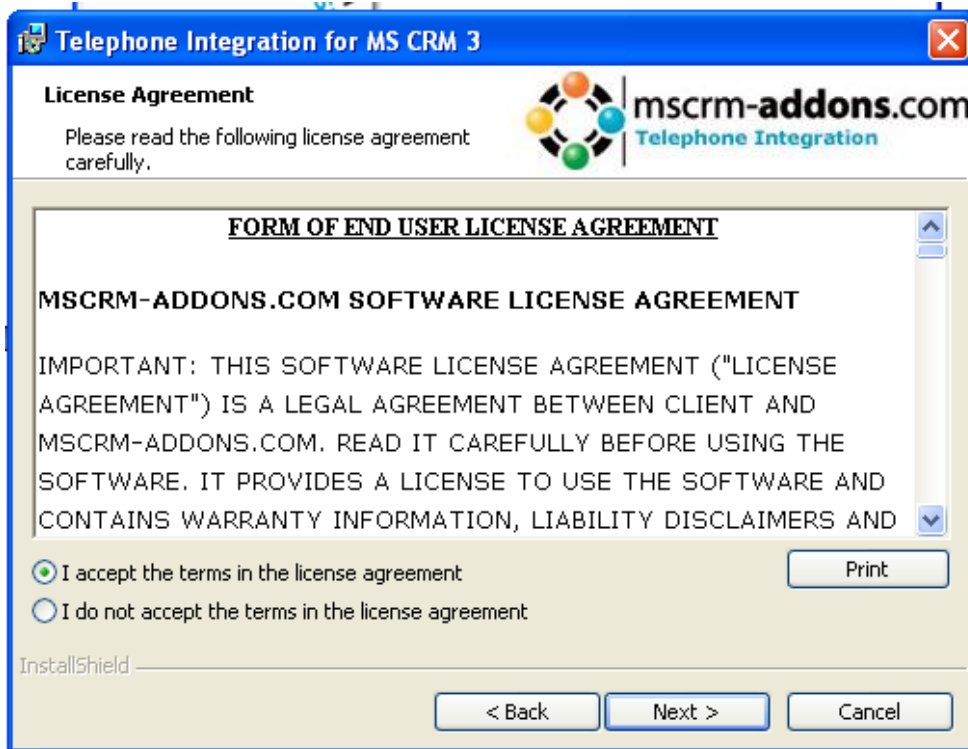 Telephone Integration for MS CRM 3
License Agreement
Please read the following license agreement
carefully.
mscrm-addons.com
Telephone Integration
FORM OF END USER LICENSE AGREEMENT
MSCRM-ADDONS.COM SOFTWARE LICENSE AGREEMENT
IMPORTANT: THIS SOFTWARE LICENSE AGREEMENT ("LICENSE
AGREEMENT") IS A LEGAL AGREEMENT BETWEEN CLIENT AND
MSCRM-ADDONS.COM. READ IT CAREFULLY BEFORE USING THE
SOFTWARE. IT PROVIDES A LICENSE TO USE THE SOFTWARE AND
CONTAINS WARRANTY INFORMATION, LIABILITY DISCLAIMERS AND
I accept the terms in the license agreement
Print
I do not accept the terms in the license agreement
InstallShield
< Back
Next >
Cancel